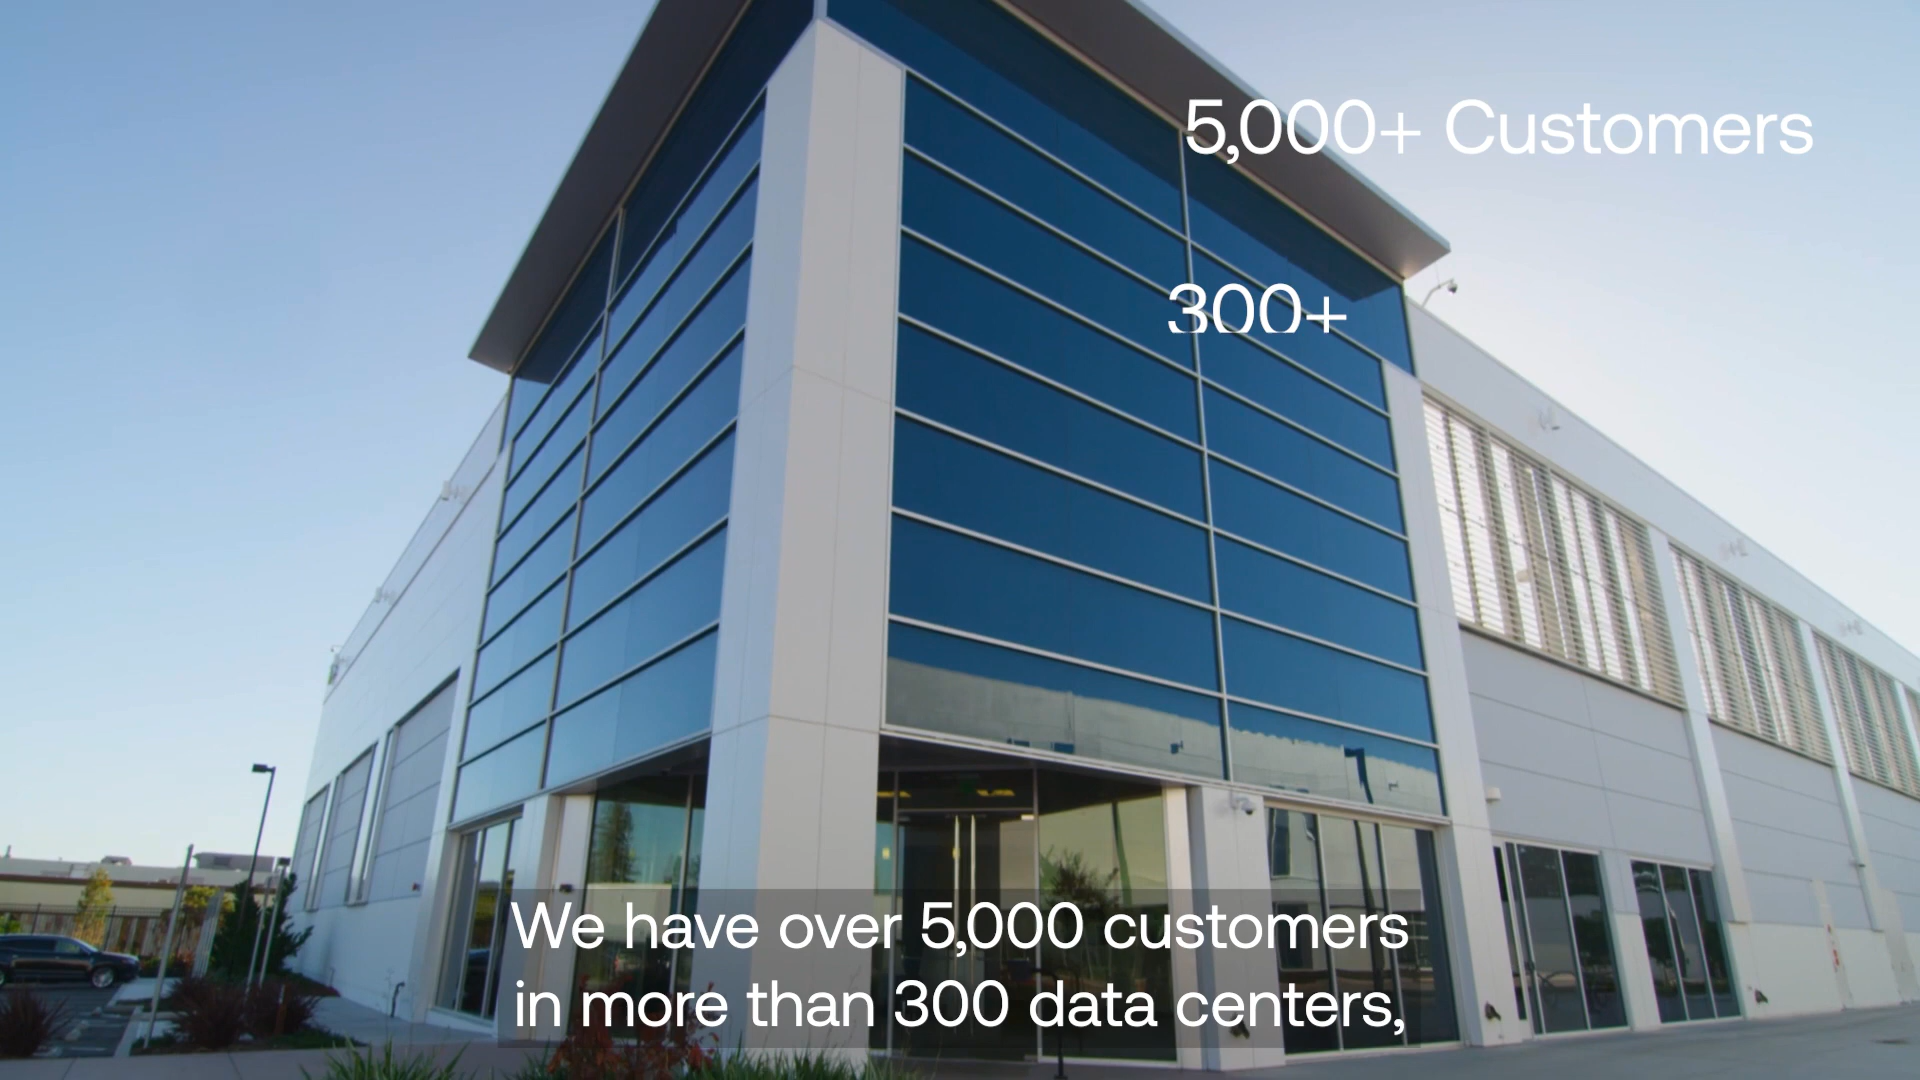 5,000+ Customers
300+
We have over 5,000 customers
in more than 300 data centers,